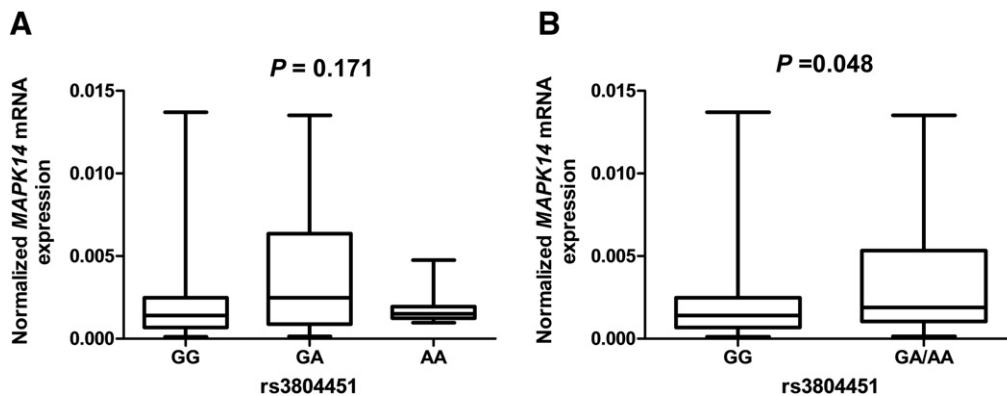 A
P = 0.171
Normalized MAPK14 mRNA
expression
0.015
0.010
0.005
0.000
GG GA AA
rs3804451
B
P =0.048
Normalized MAPK14 mRNA
expression
0.015
0.010
0.005
0.000
GG GA/AA
rs3804451